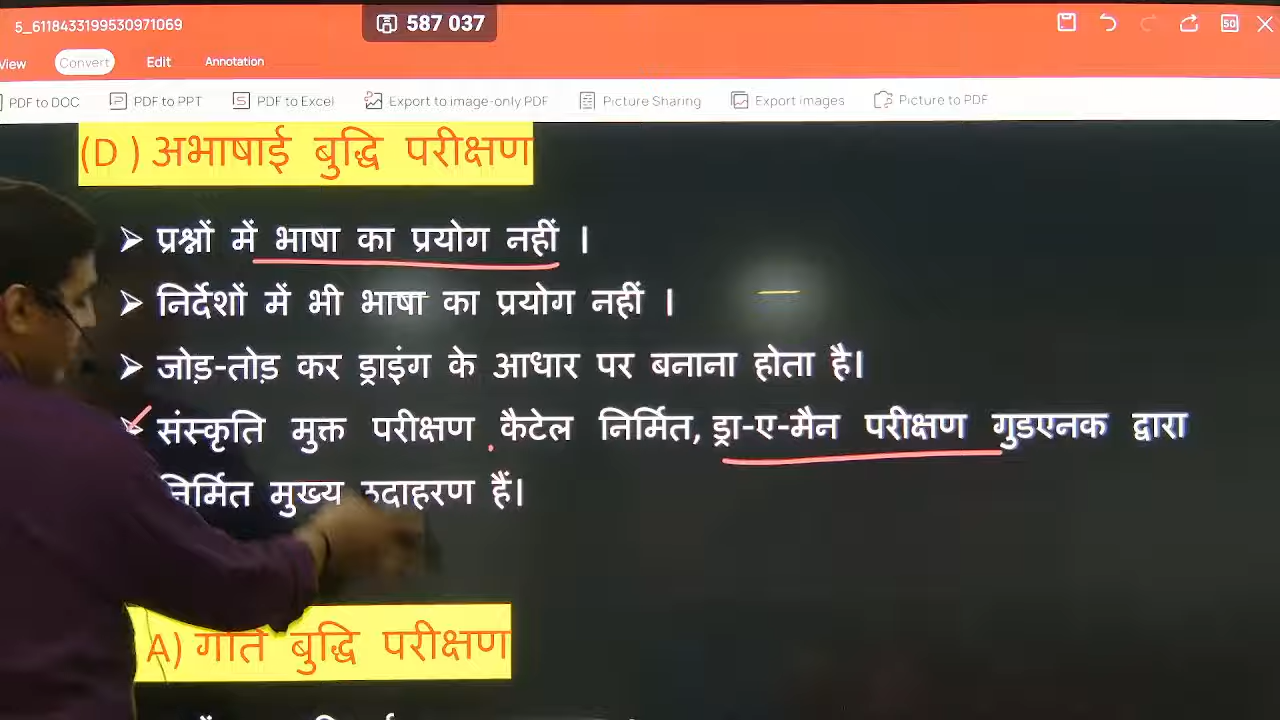 5_6118433199530971069
587 037
View Convert Edit Annotation
PDF to DOC PDF to PPT PDF to Excel Export to image-only PDF Picture Sharing Export images Picture to PDF
(D ) अभाषाई बुद्धि परीक्षण
➤ प्रश्नों में भाषा का प्रयोग नहीं ।
➤ निर्देशों में भी भाषा का प्रयोग नहीं ।
➤ जोड़-तोड़ कर ड्राइंग के आधार पर बनाना होता है।
➤ संस्कृति मुक्त परीक्षण कैटेल निर्मित, ड्रा-ए-मैन परीक्षण गुडएनक द्वारा
निर्मित मुख्य उदाहरण हैं।
A) गति बुद्धि परीक्षण